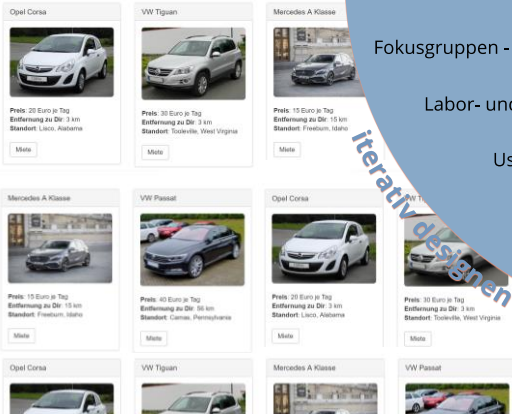 Opel Corsa
Preis: 20 Euro je Tag
Entfernung zu Dir: 3 km
Standort: Lisco, Alabama
Miete
VW Tiguan
Preis: 30 Euro je Tag
Entfernung zu Dir: 3 km
Standort: Tooleville, West Virginia
Miete
Mercedes A Klasse
Preis: 15 Euro je Tag
Entfernung zu Dir: 15 km
Standort: Freeburn, Idaho
Miete
Fokusgruppen -
Labor- und
Us
iterativ designen
Mercedes A Klasse
Preis: 15 Euro je Tag
Entfernung zu Dir: 15 km
Standort: Freeburn, Idaho
Miete
VW Passat
Preis: 40 Euro je Tag
Entfernung zu Dir: 56 km
Standort: Camas, Pennsylvania
Miete
Opel Corsa
Preis: 20 Euro je Tag
Entfernung zu Dir: 3 km
Standort: Lisco, Alabama
Miete
VW
Preis: 30 Euro je Tag
Entfernung zu Dir: 3 km
Standort: Tooleville, West Virginia
Miete
Opel Corsa
VW Tiguan
Mercedes A Klasse
VW Passat